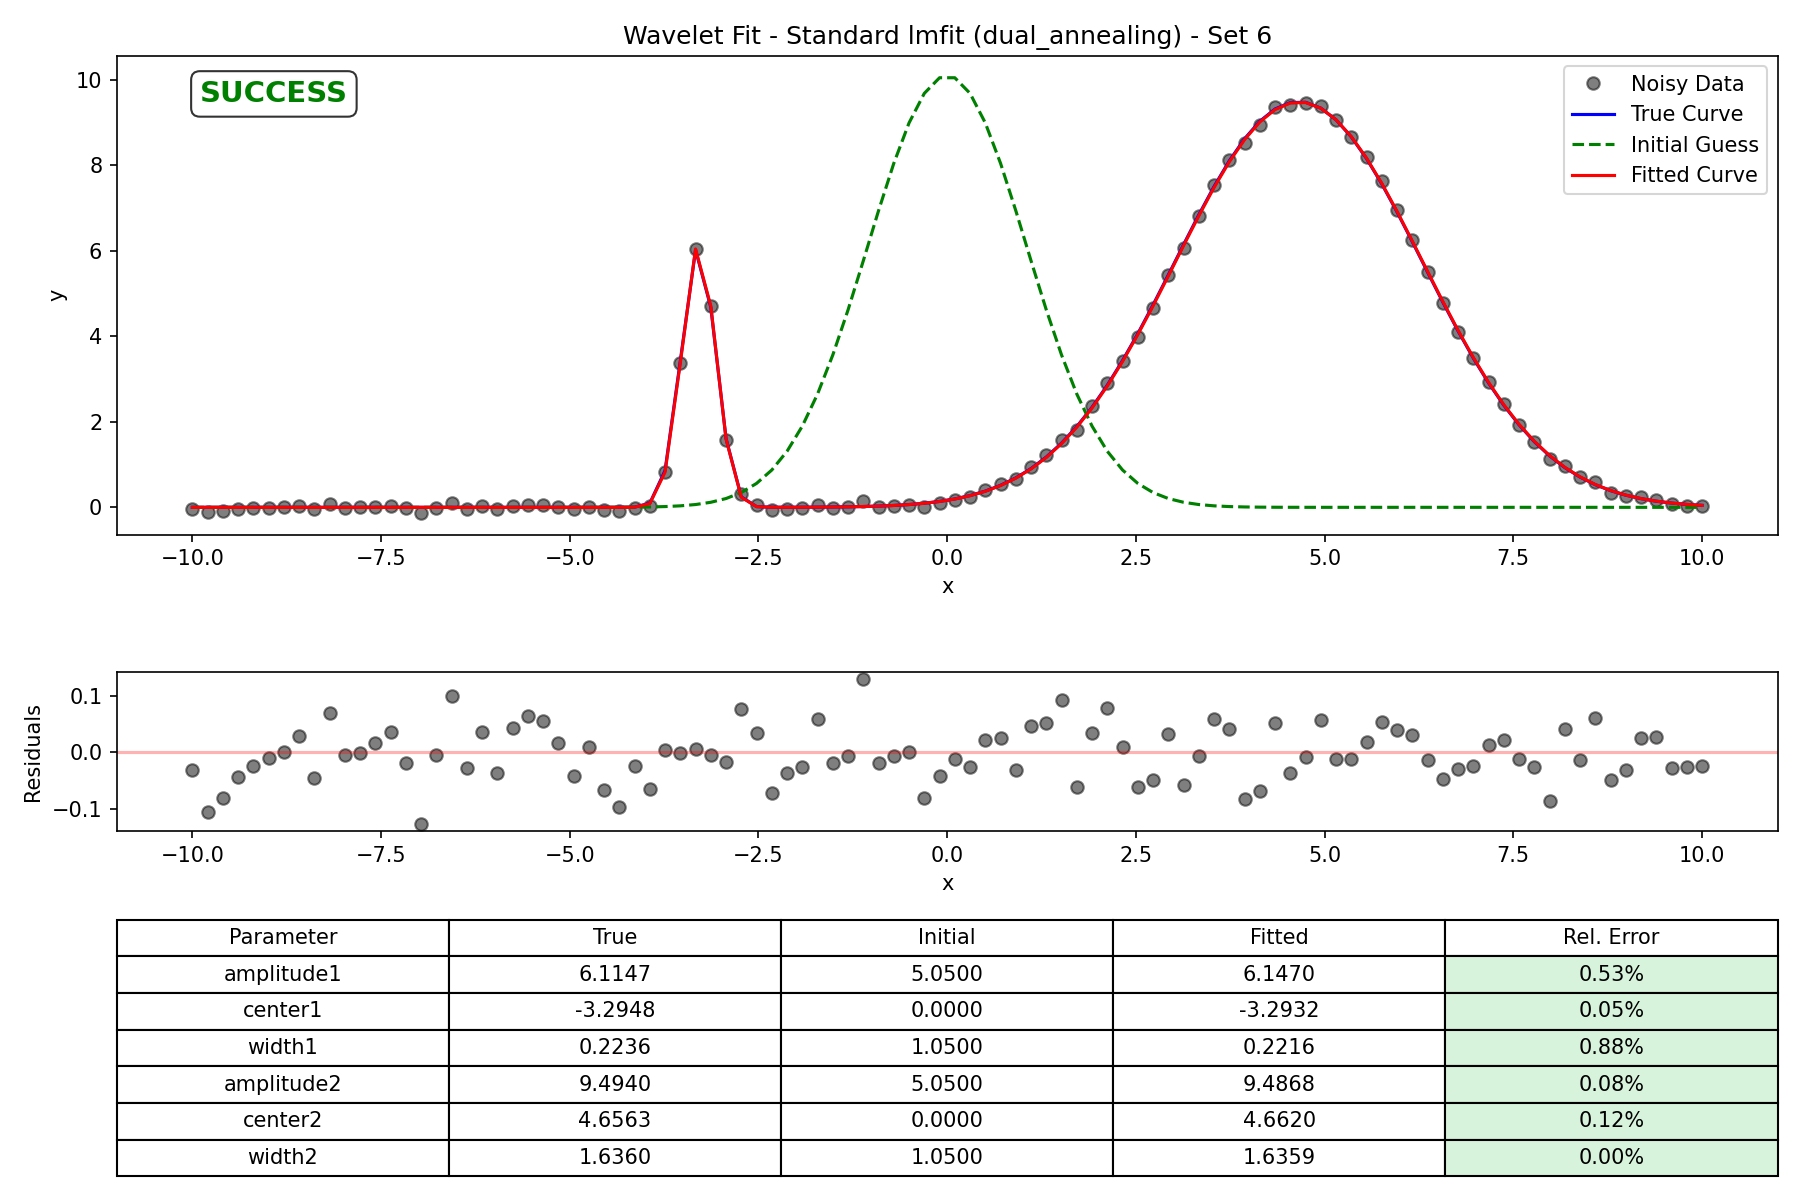 Wavelet Fit - Standard lmfit (dual_annealing) - Set 6
SUCCESS
Noisy Data
True Curve
Initial Guess
Fitted Curve
10
8
6
4
2
0
y
−10.0 −7.5 −5.0 −2.5 0.0 2.5 5.0 7.5 10.0
x
0.1
0.0
−0.1
Residuals
−10.0 −7.5 −5.0 −2.5 0.0 2.5 5.0 7.5 10.0
x
Parameter True Initial Fitted Rel. Error
amplitude1 6.1147 5.0500 6.1470 0.53%
center1 -3.2948 0.0000 -3.2932 0.05%
width1 0.2236 1.0500 0.2216 0.88%
amplitude2 9.4940 5.0500 9.4868 0.08%
center2 4.6563 0.0000 4.6620 0.12%
width2 1.6360 1.0500 1.6359 0.00%